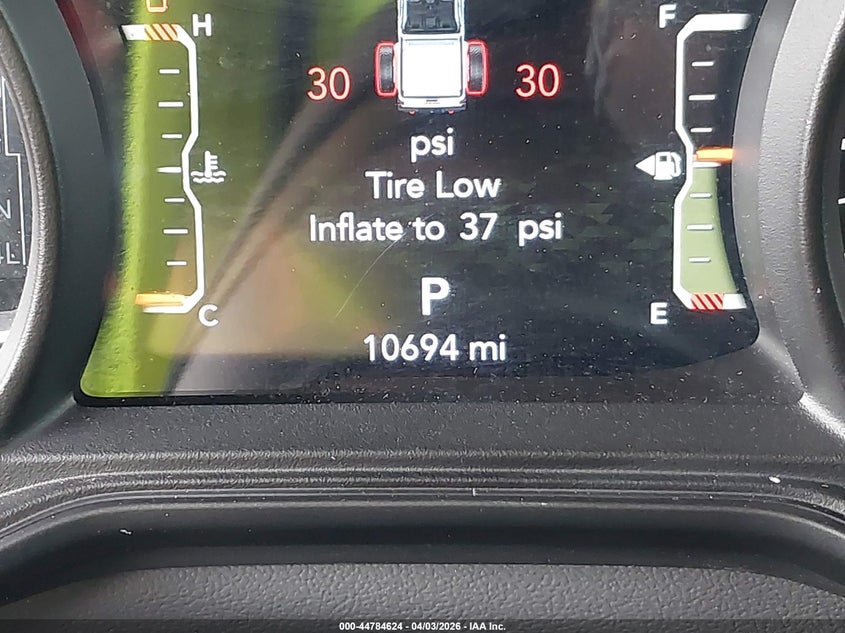 H
F
30 30
psi
Tire Low
Inflate to 37 psi
P
C
E
10694 mi
N
000-44784624 - 04/03/2026 - IAA Inc.